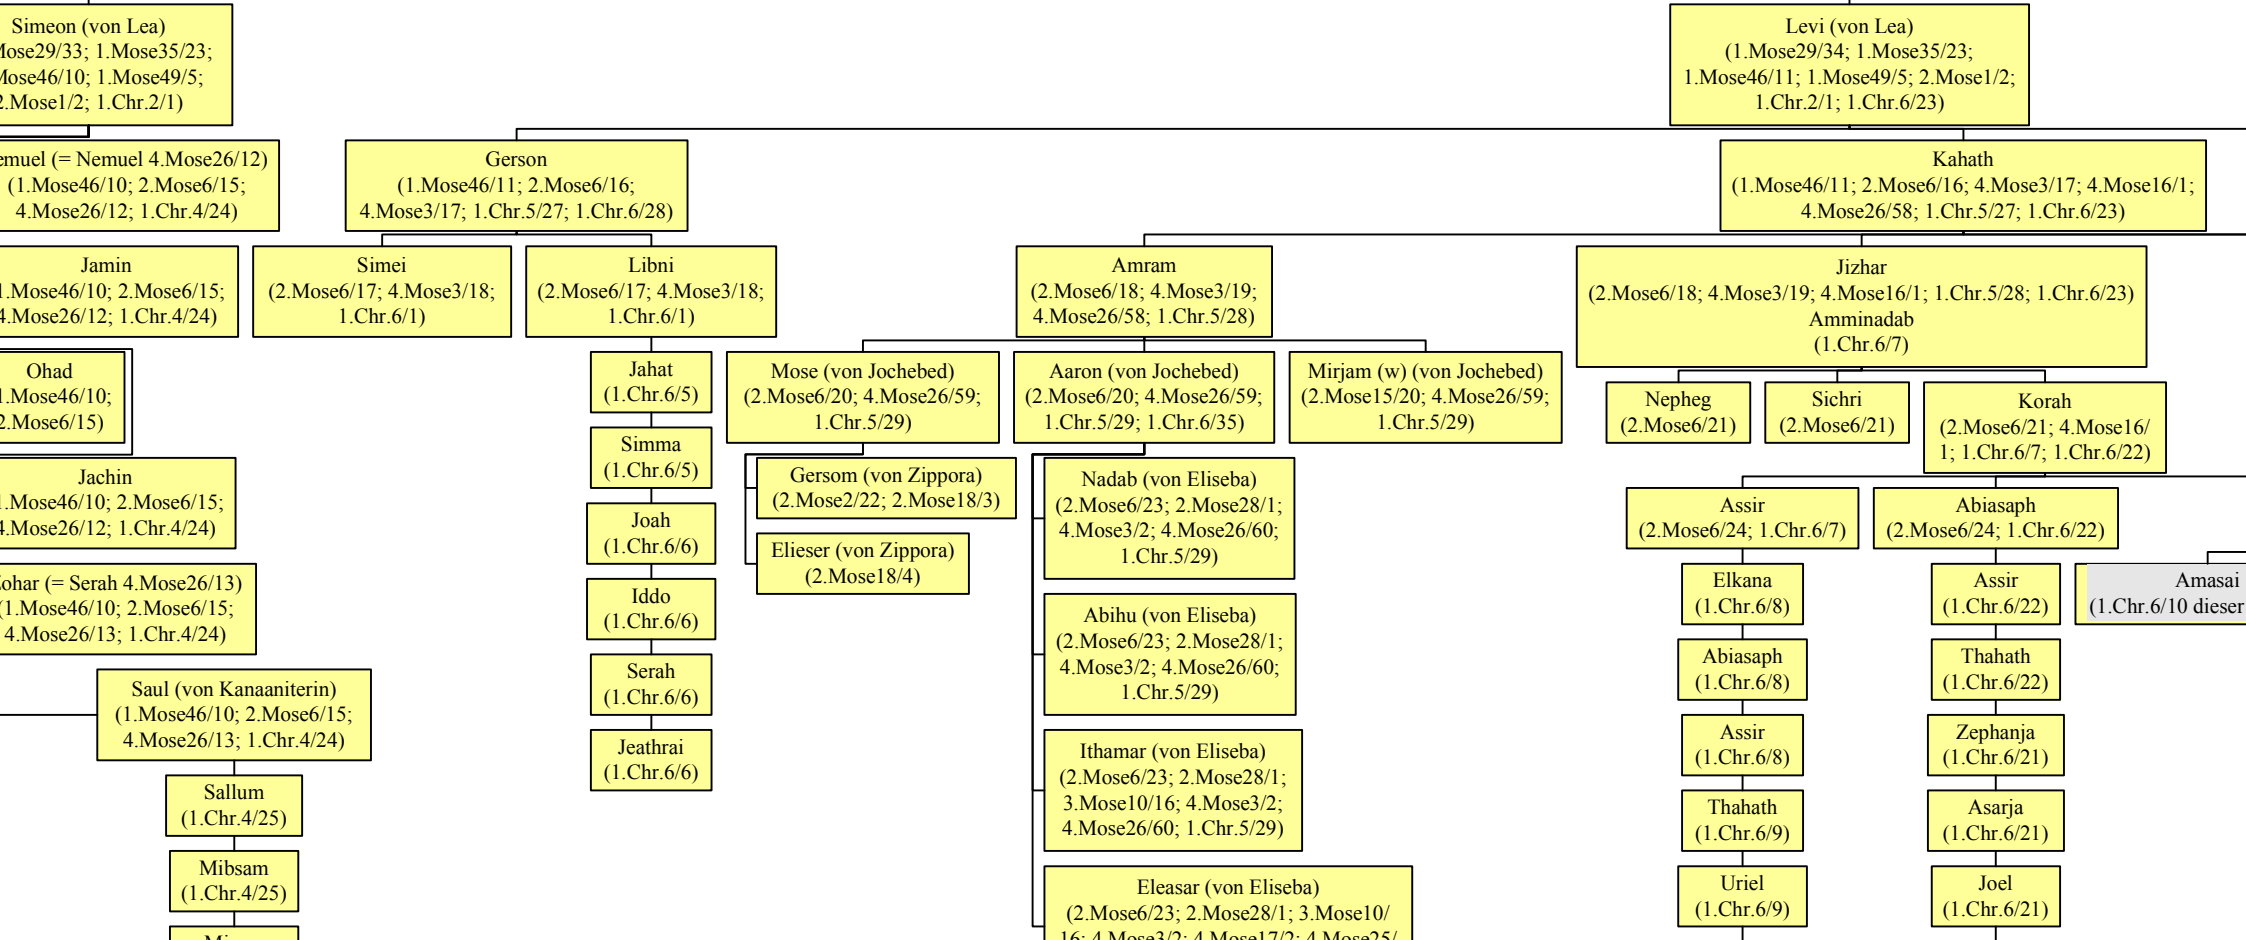 Simeon (von Lea)
Mose29/33; 1.Mose35/23;
Mose46/10; 1.Mose49/5;
2.Mose1/2; 1.Chr.2/1)
Levi (von Lea)
(1.Mose29/34; 1.Mose35/23;
1.Mose46/11; 1.Mose49/5; 2.Mose1/2;
1.Chr.2/1; 1.Chr.6/23)
emuel (= Nemuel 4.Mose26/12)
(1.Mose46/10; 2.Mose6/15;
4.Mose26/12; 1.Chr.4/24)
Gerson
(1.Mose46/11; 2.Mose6/16;
4.Mose3/17; 1.Chr.5/27; 1.Chr.6/28)
Kahath
(1.Mose46/11; 2.Mose6/16; 4.Mose3/17; 4.Mose16/1;
4.Mose26/58; 1.Chr.5/27; 1.Chr.6/23)
Jamin
1.Mose46/10; 2.Mose6/15;
4.Mose26/12; 1.Chr.4/24)
Simei
(2.Mose6/17; 4.Mose3/18;
1.Chr.6/1)
Libni
(2.Mose6/17; 4.Mose3/18;
1.Chr.6/1)
Amram
(2.Mose6/18; 4.Mose3/19;
4.Mose26/58; 1.Chr.5/28)
Jizhar
(2.Mose6/18; 4.Mose3/19; 4.Mose16/1; 1.Chr.5/28; 1.Chr.6/23)
Amminadab
(1.Chr.6/7)
Ohad
1.Mose46/10;
2.Mose6/15)
Jahat
(1.Chr.6/5)
Mose (von Jochebed)
(2.Mose6/20; 4.Mose26/59;
1.Chr.5/29)
Aaron (von Jochebed)
(2.Mose6/20; 4.Mose26/59;
1.Chr.5/29; 1.Chr.6/35)
Mirjam (w) (von Jochebed)
(2.Mose15/20; 4.Mose26/59;
1.Chr.5/29)
Nepheg
(2.Mose6/21)
Sichri
(2.Mose6/21)
Korah
(2.Mose6/21; 4.Mose16/
1; 1.Chr.6/7; 1.Chr.6/22)
Simma
(1.Chr.6/5)
Jachin
1.Mose46/10; 2.Mose6/15;
4.Mose26/12; 1.Chr.4/24)
Gersom (von Zippora)
(2.Mose2/22; 2.Mose18/3)
Nadab (von Eliseba)
(2.Mose6/23; 2.Mose28/1;
4.Mose3/2; 4.Mose26/60;
1.Chr.5/29)
Assir
(2.Mose6/24; 1.Chr.6/7)
Abiasaph
(2.Mose6/24; 1.Chr.6/22)
Joah
(1.Chr.6/6)
Elieser (von Zippora)
(2.Mose18/4)
ohar (= Serah 4.Mose26/13)
(1.Mose46/10; 2.Mose6/15;
4.Mose26/13; 1.Chr.4/24)
Elkana
(1.Chr.6/8)
Assir
(1.Chr.6/22)
Amasai
(1.Chr.6/10 dieser
Iddo
(1.Chr.6/6)
Abihu (von Eliseba)
(2.Mose6/23; 2.Mose28/1;
4.Mose3/2; 4.Mose26/60;
1.Chr.5/29)
Abiasaph
(1.Chr.6/8)
Thahath
(1.Chr.6/22)
Serah
(1.Chr.6/6)
Saul (von Kanaaniterin)
(1.Mose46/10; 2.Mose6/15;
4.Mose26/13; 1.Chr.4/24)
Assir
(1.Chr.6/8)
Zephanja
(1.Chr.6/21)
Jeathrai
(1.Chr.6/6)
Ithamar (von Eliseba)
(2.Mose6/23; 2.Mose28/1;
3.Mose10/16; 4.Mose3/2;
4.Mose26/60; 1.Chr.5/29)
Sallum
(1.Chr.4/25)
Thahath
(1.Chr.6/9)
Asarja
(1.Chr.6/21)
Mibsam
(1.Chr.4/25)
Eleasar (von Eliseba)
(2.Mose6/23; 2.Mose28/1; 3.Mose10/
16; 4.Mose3/2; 4.Mose17/2; 4.Mose25/
Uriel
(1.Chr.6/9)
Joel
(1.Chr.6/21)